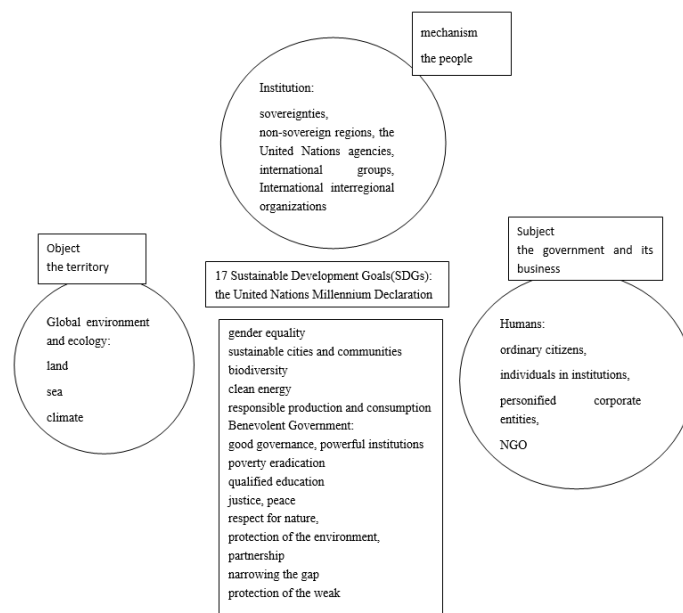 mechanism
the people
Institution:
sovereignties,
non-sovereign regions, the
United Nations agencies,
international groups,
International interregional
organizations
Object
the territory
Subject
the government and its
business
17 Sustainable Development Goals(SDGs):
the United Nations Millennium Declaration
Global environment
and ecology:
land
sea
climate
Humans:
ordinary citizens,
individuals in institutions,
personified corporate
entities,
NGO
gender equality
sustainable cities and communities
biodiversity
clean energy
responsible production and consumption
Benevolent Government:
good governance, powerful institutions
poverty eradication
qualified education
justice, peace
respect for nature,
protection of the environment,
partnership
narrowing the gap
protection of the weak